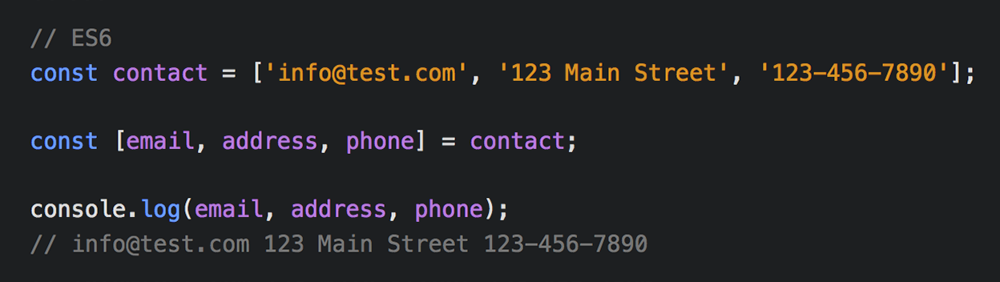 // ES6
const contact = ['info@test.com', '123 Main Street', '123-456-7890'];
const [email, address, phone] = contact;
console.log(email, address, phone);
// info@test.com 123 Main Street 123-456-7890